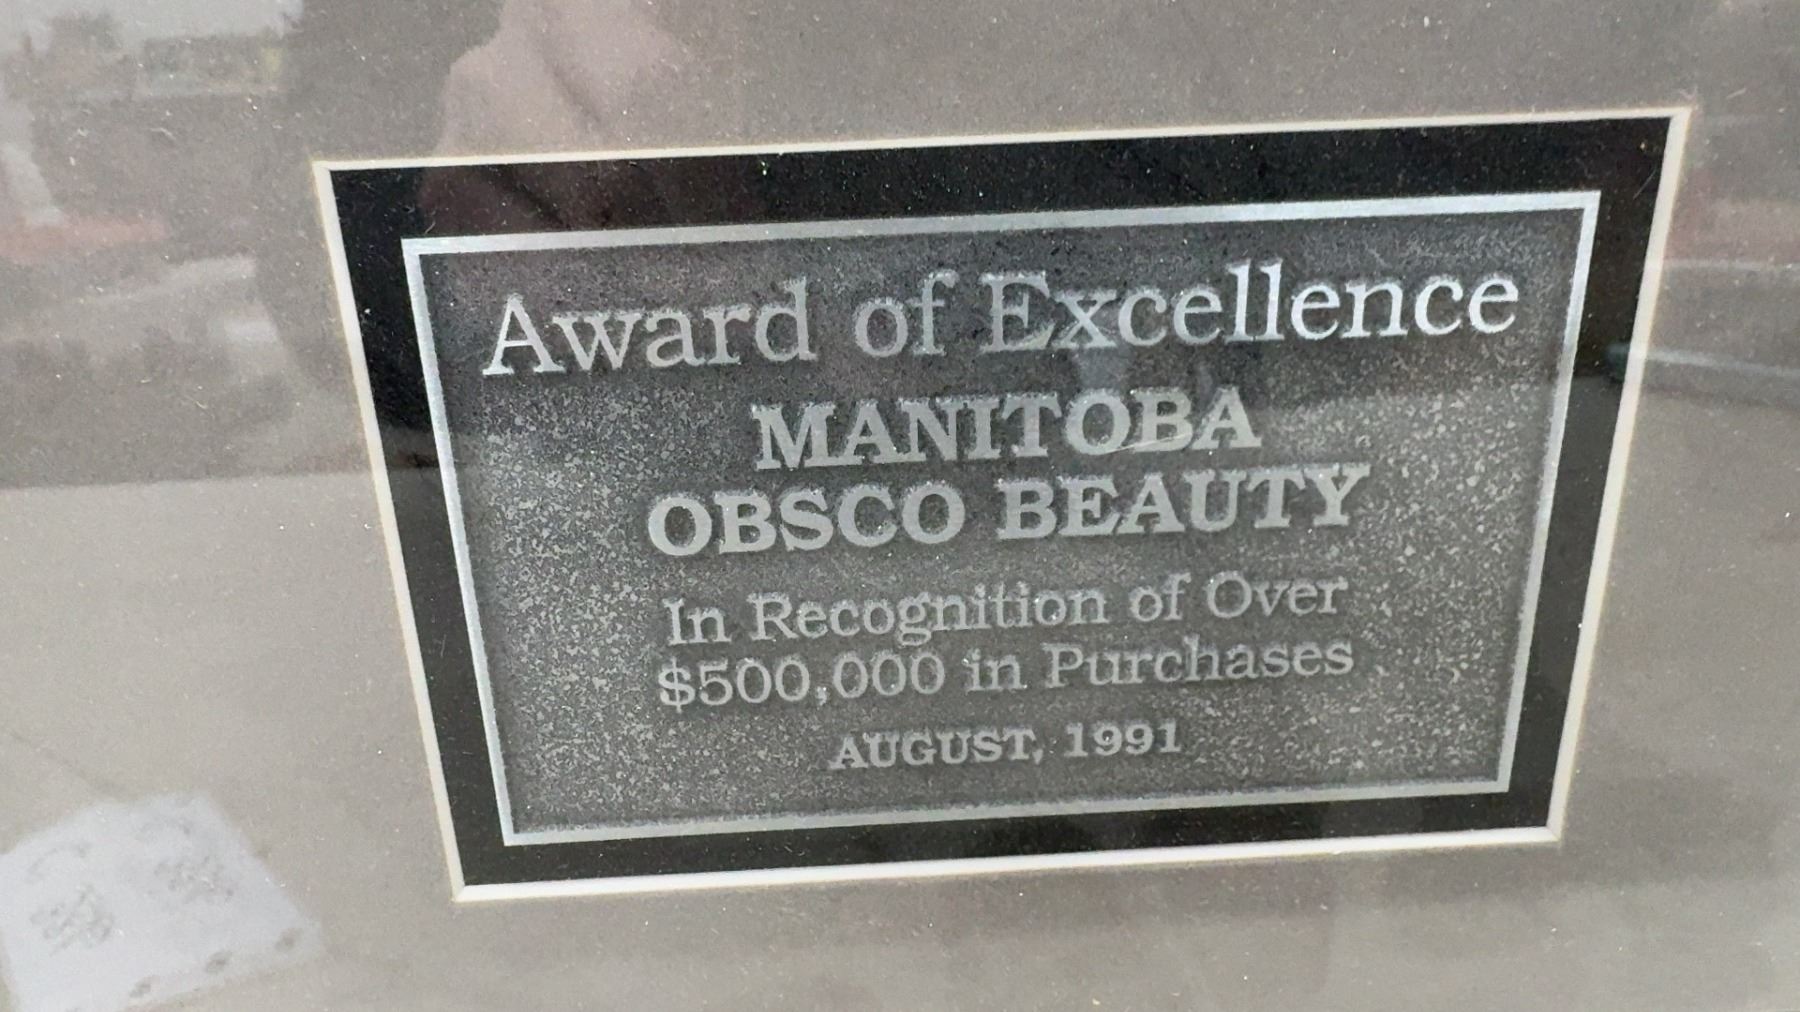 Award of Excellence
MANITOBA
OBSCO BEAUTY
In Recognition of Over
$500,000 in Purchases
AUGUST, 1991